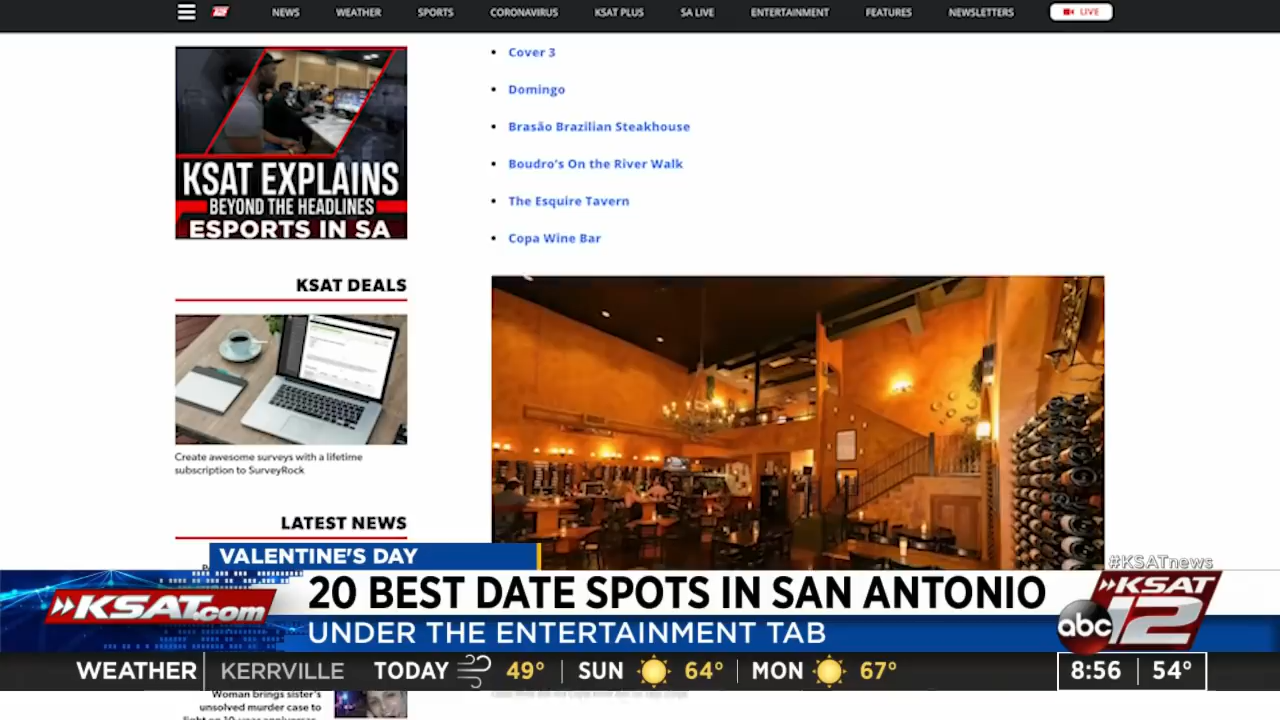 NEWS
WEATHER
SPORTS
CORONAVIRUS
KSAT PLUS
SA LIVE
ENTERTAINMENT
FEATURES
NEWSLETTERS
LIVE
KSAT EXPLAINS
BEYOND THE HEADLINES
ESPORTS IN SA
KSAT DEALS
Create awesome surveys with a lifetime
subscription to SurveyRock
LATEST NEWS
• Cover 3
• Domingo
• Brasão Brazilian Steakhouse
• Boudro's On the River Walk
• The Esquire Tavern
• Copa Wine Bar
VALENTINE'S DAY
#KSATnews
KSAT.com
20 BEST DATE SPOTS IN SAN ANTONIO
UNDER THE ENTERTAINMENT TAB
KSAT
abc 12
WEATHER KERRVILLE TODAY 49° SUN 64° MON 67° 8:56 54°
Woman brings sister's
unsolved murder case to